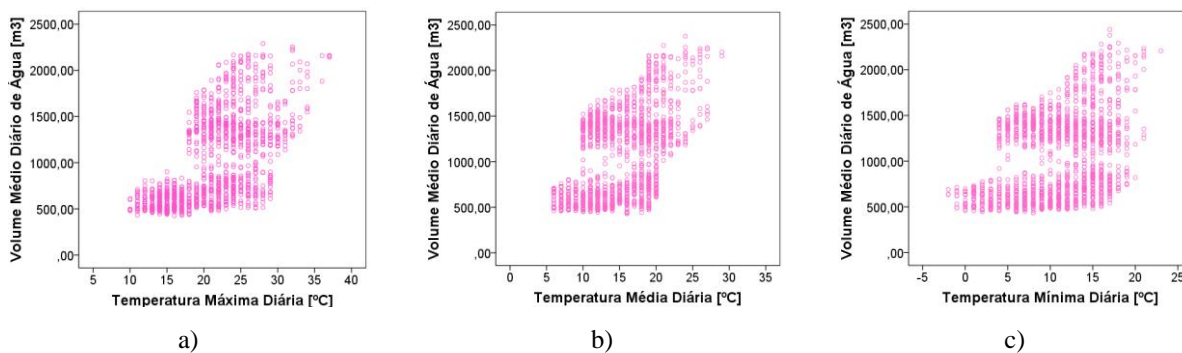 Volume Médio Diário de Água [m3]
2500,00
2000,00
1500,00
1000,00
500,00
,00
5 10 15 20 25 30 35 40
Temperatura Máxima Diária [ºC]
a)
Volume Médio Diário de Água [m3]
2500,00
2000,00
1500,00
1000,00
500,00
,00
0 5 10 15 20 25 30 35
Temperatura Média Diária [ºC]
b)
Volume Médio Diário de Água [m3]
2500,00
2000,00
1500,00
1000,00
500,00
,00
-5 0 5 10 15 20 25
Temperatura Mínima Diária [ºC]
c)